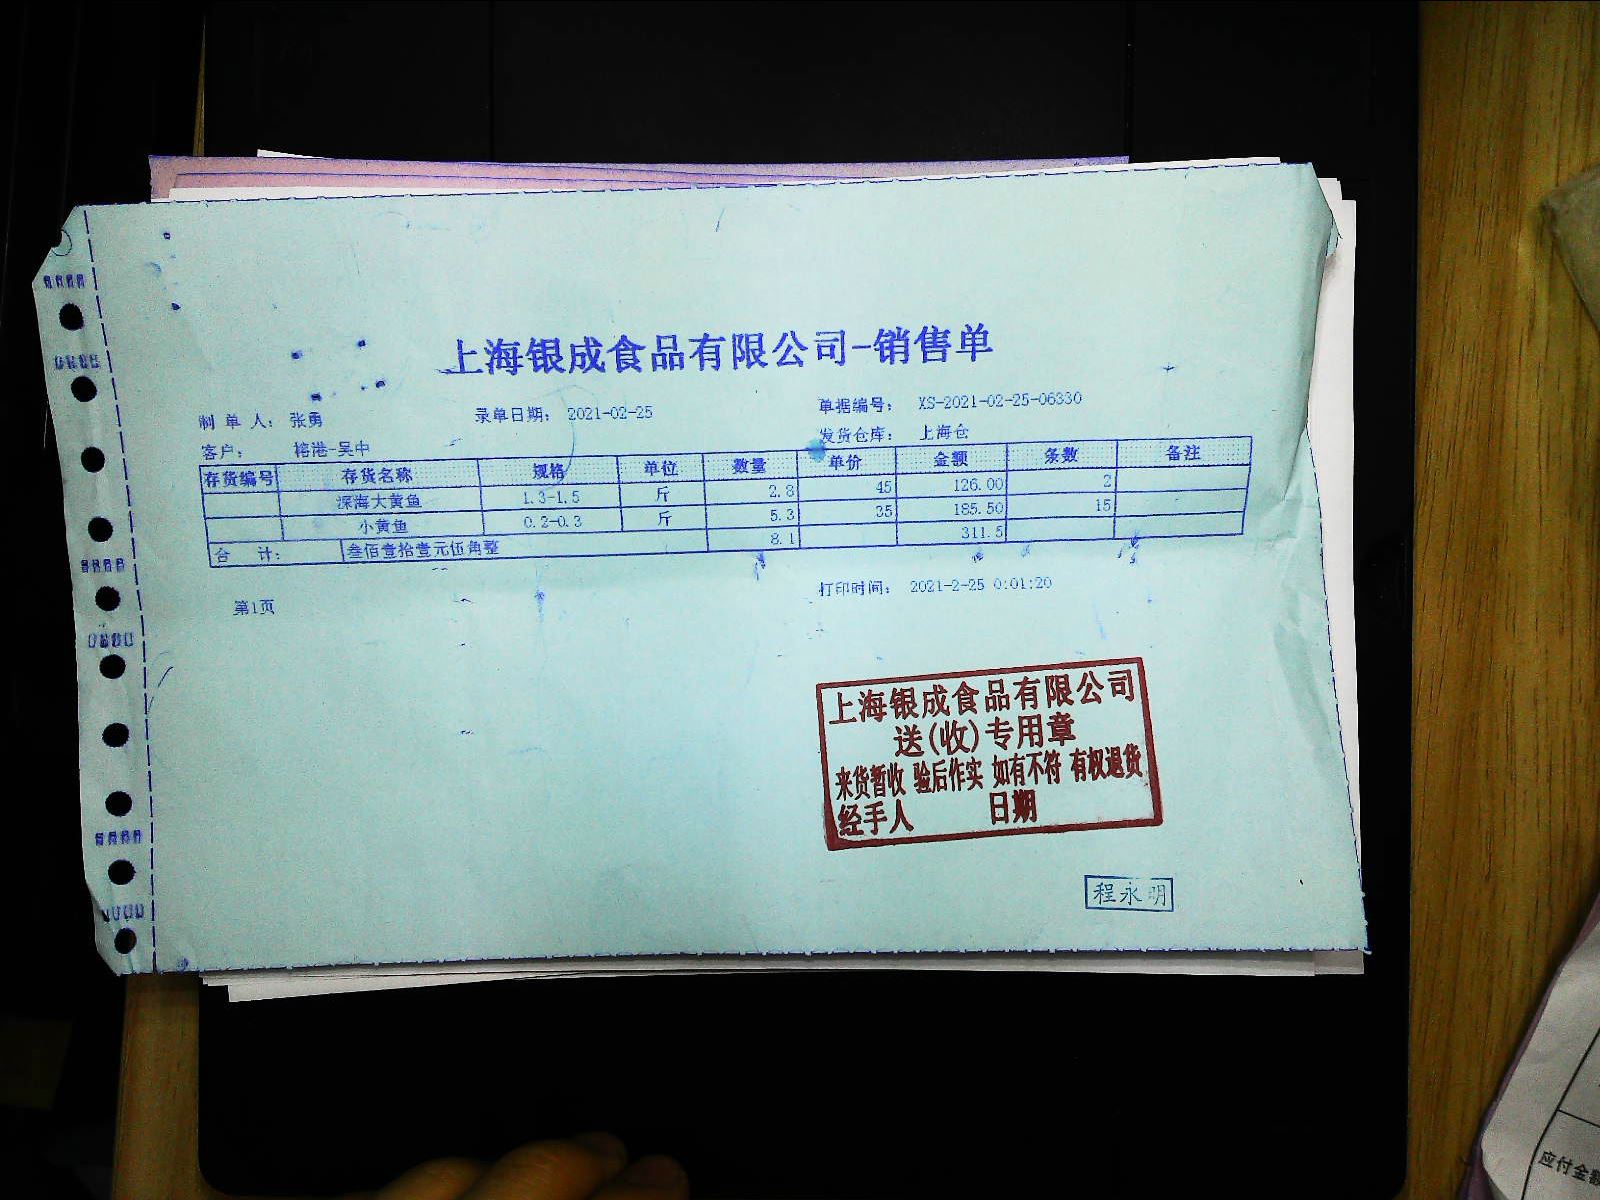 上海银成食品有限公司-销售单
制 单 人： 张勇 录单日期： 2021-02-25 单据编号： XS-2021-02-25-06330
客户： 榕港-吴中 发货仓库： 上海仓
存货编号 存货名称 规格 单位 数量 单价 金额 条数 备注
深海大黄鱼 1.3-1.5 斤 2.8 45 126.00 2
小黄鱼 0.2-0.3 斤 5.3 35 185.50 15
合 计： 叁佰壹拾壹元伍角整 8.1 311.5
第1页 打印时间： 2021-2-25 0:01:20
上海银成食品有限公司
送(收)专用章
来货暂收 验后作实 如有不符 有权退货
经手人 日期
程永明